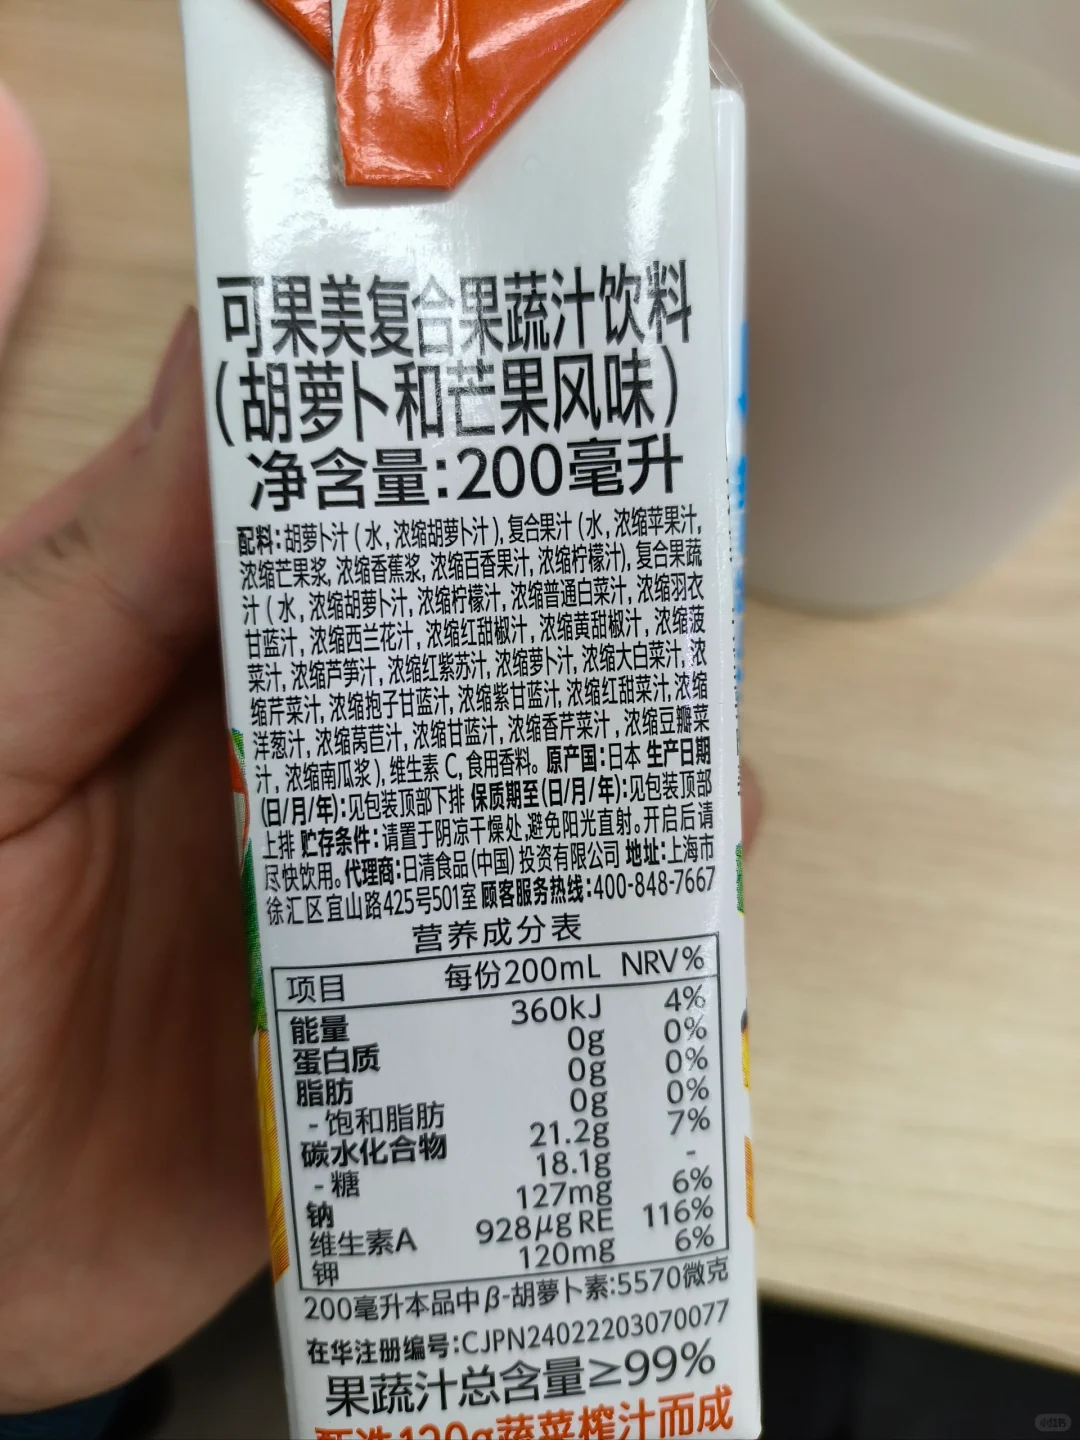 可果美复合果蔬汁饮料
(胡萝卜和芒果风味)
净含量:200毫升
配料:胡萝卜汁(水,浓缩胡萝卜汁),复合果汁(水,浓缩苹果汁,
浓缩芒果浆,浓缩香蕉浆,浓缩百香果汁,浓缩柠檬汁),复合果蔬
汁(水,浓缩胡萝卜汁,浓缩柠檬汁,浓缩普通白菜汁,浓缩羽衣
甘蓝汁,浓缩西兰花汁,浓缩红甜椒汁,浓缩黄甜椒汁,浓缩菠
菜汁,浓缩芦笋汁,浓缩红紫苏汁,浓缩萝卜汁,浓缩大白菜汁,浓
缩芹菜汁,浓缩抱子甘蓝汁,浓缩紫甘蓝汁,浓缩红甜菜汁,浓缩
洋葱汁,浓缩莴苣汁,浓缩甘蓝汁,浓缩香芹菜汁,浓缩豆瓣菜
汁,浓缩南瓜浆),维生素C,食用香料。原产国:日本 生产日期
(日/月/年):见包装顶部下排 保质期至(日/月/年):见包装顶部
上排 贮存条件:请置于阴凉干燥处,避免阳光直射。开启后请
尽快饮用。代理商:日清食品(中国)投资有限公司 地址:上海市
徐汇区宜山路425号501室 顾客服务热线:400-848-7667
营养成分表
项目 每份200mL NRV%
能量 360kJ 4%
蛋白质 0g 0%
脂肪 0g 0%
-饱和脂肪 0g 0%
碳水化合物 21.2g 7%
-糖 18.1g -
钠 127mg 6%
维生素A 928μg RE 116%
钾 120mg 6%
200毫升本品中β-胡萝卜素:5570微克
在华注册编号:CJPN24022203070077
果蔬汁总含量≥99%
甄选120g蔬菜榨汁而成
小红书